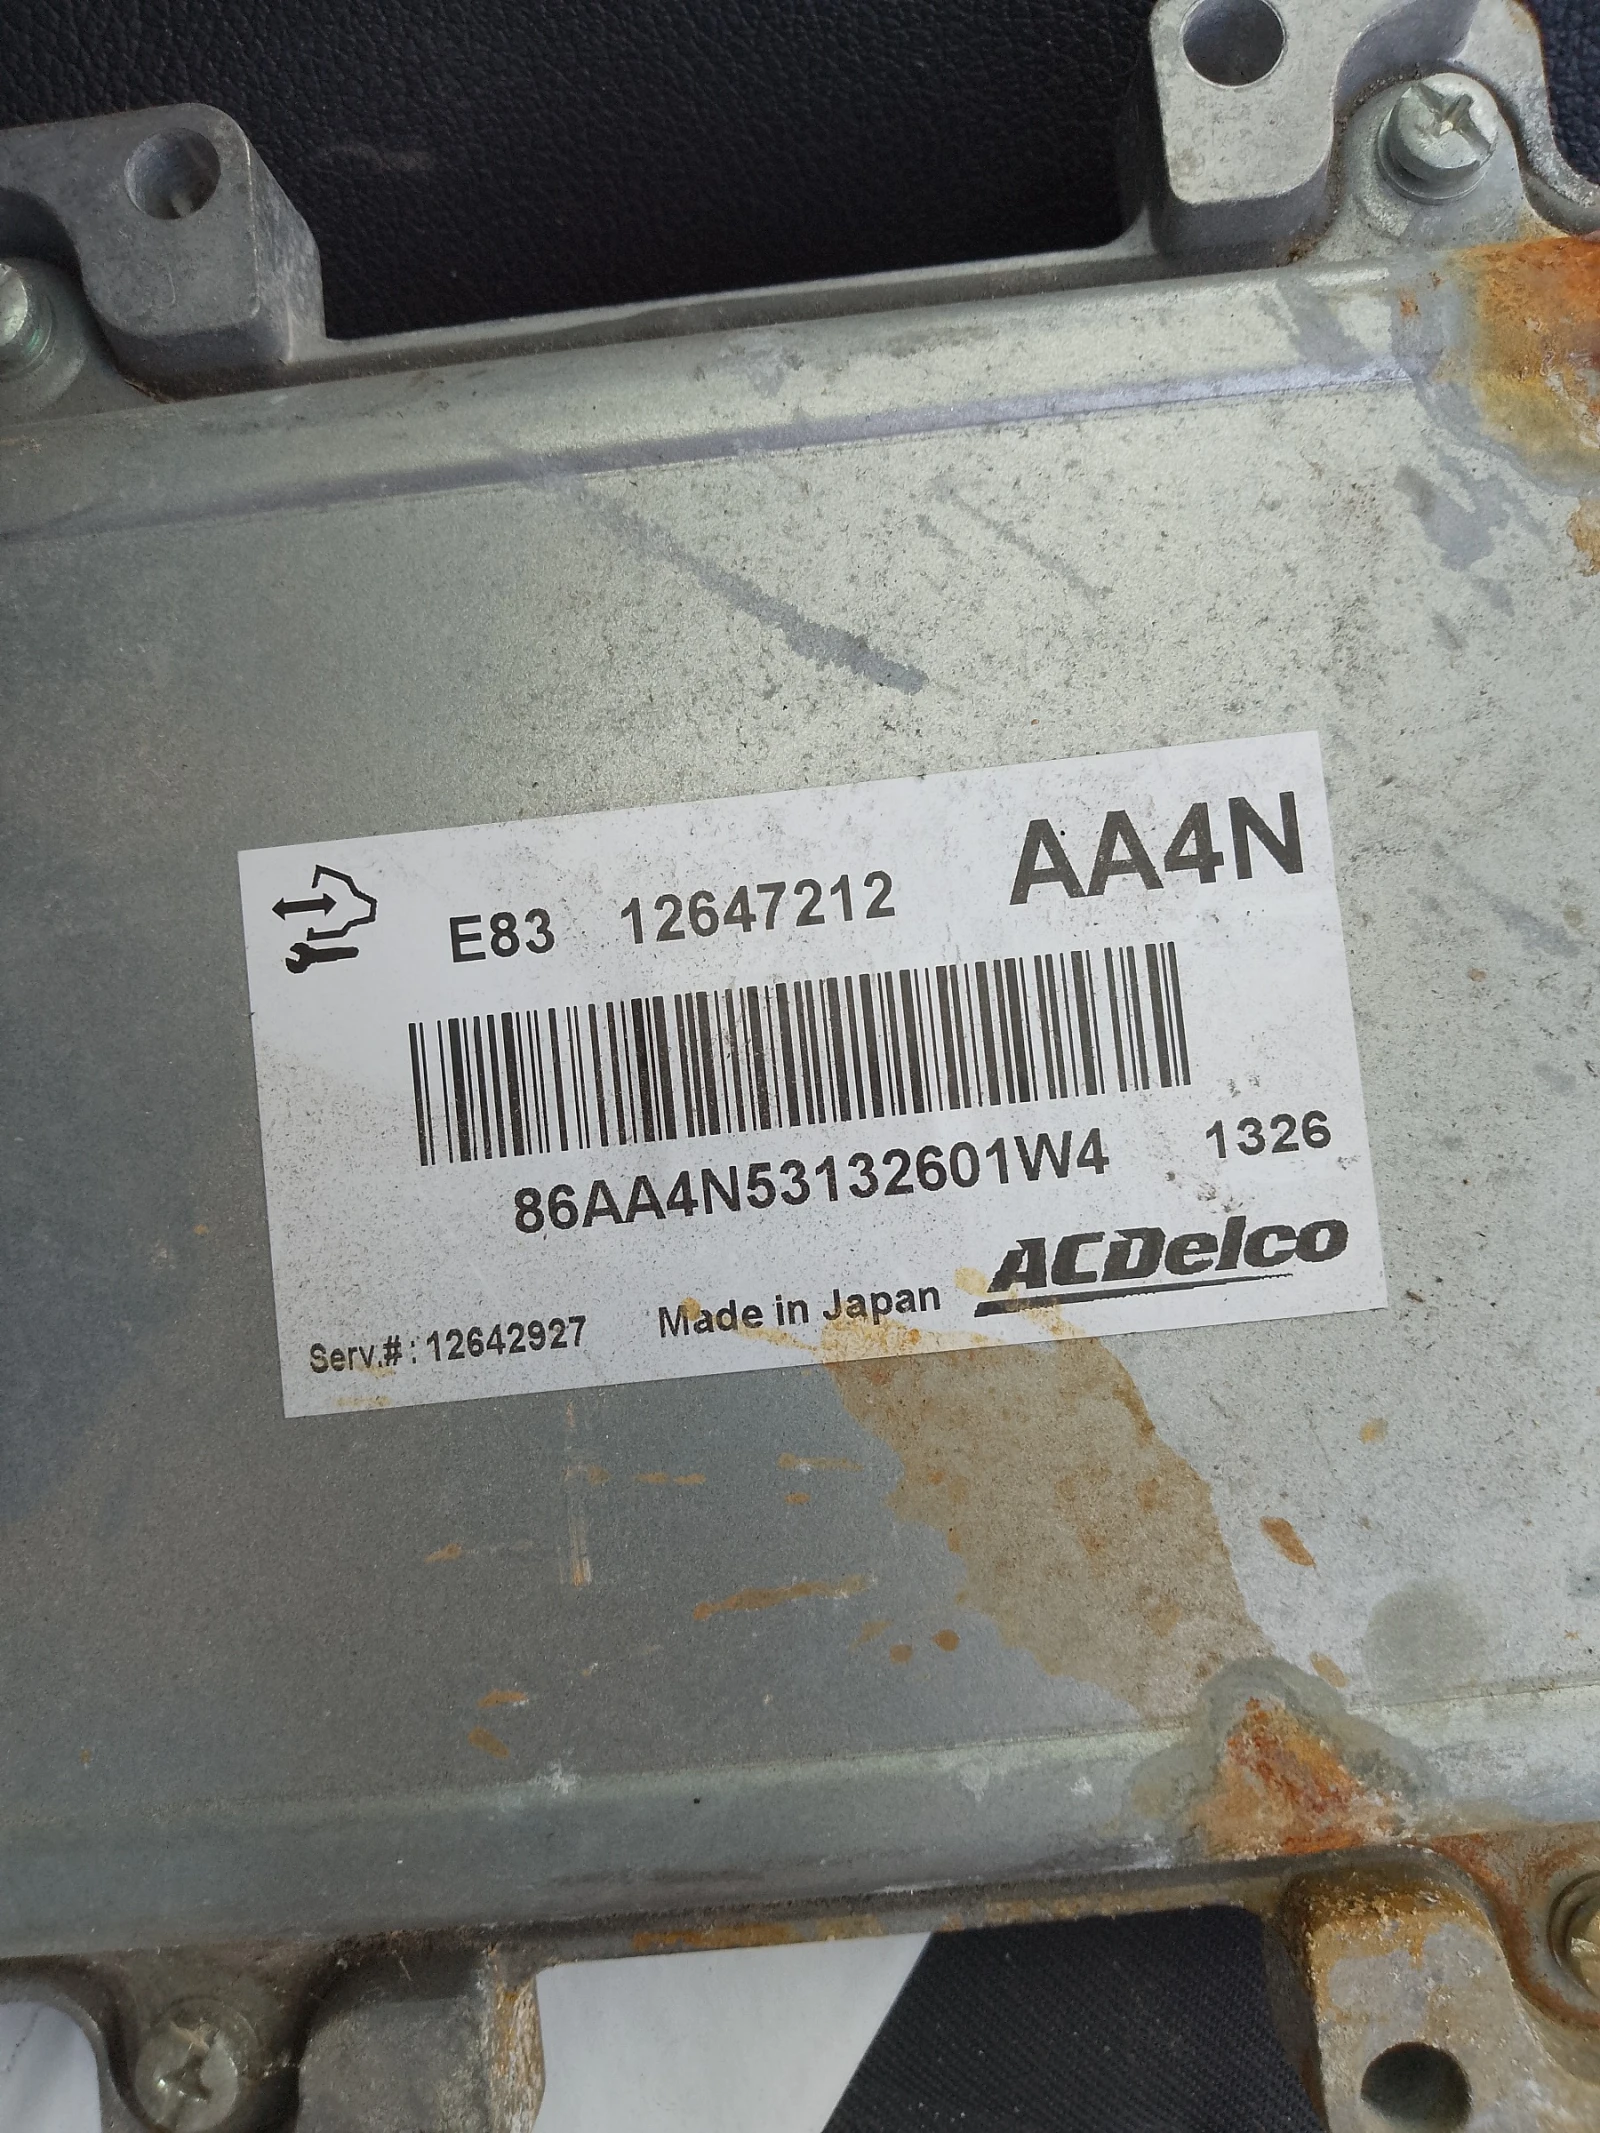 E83 12647212 AA4N
86AA4N53132601W4 1326
Serv.#: 12642927 Made in Japan ACDelco